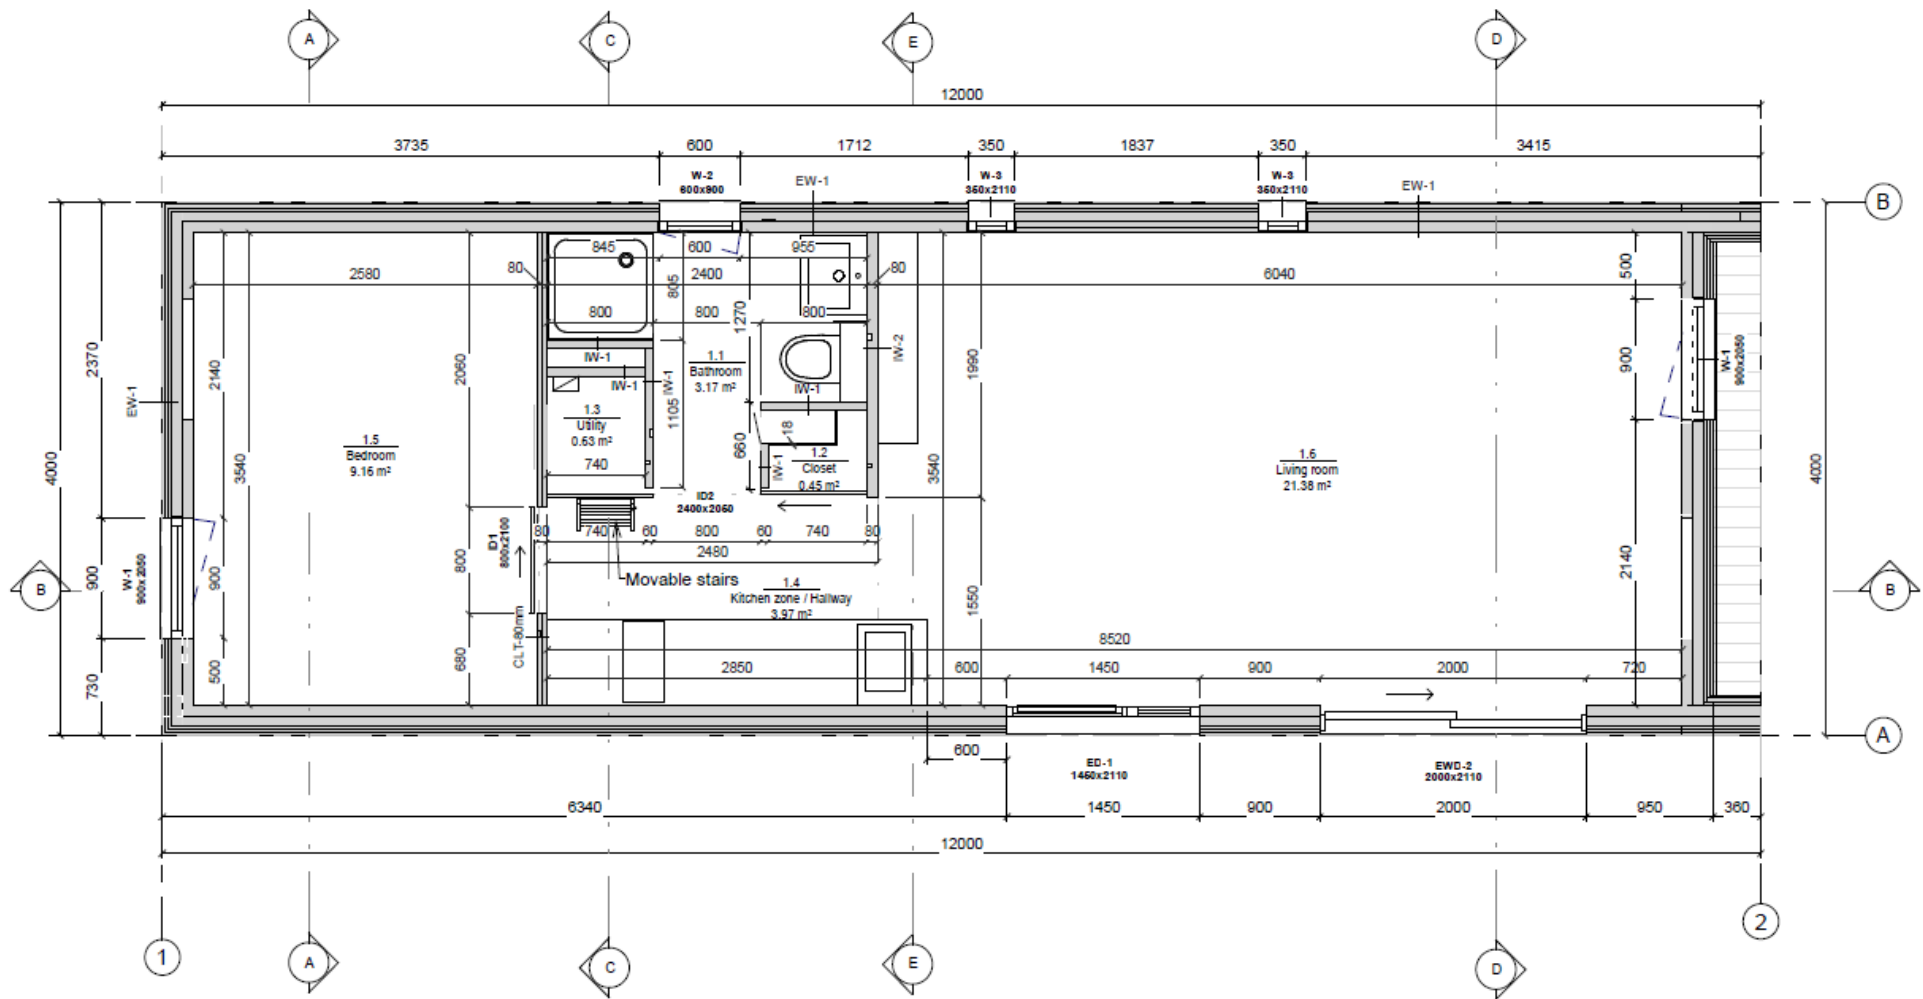 A
C
E
D
12000
3735
600
1712
350
1837
350
3415
W-2
600x900
EW-1
W-3
350x2110
W-3
350x2110
EW-1
B
845
600
955
2580
80
2400
80
6040
500
805
800
800
800
1270
2370
2140
2060
IW-1
1.1
Bathroom
3.17 m²
IW-2
1990
900
W-1
900x2050
EW-1
IW-1
IW-1
IW-1
1105
1.3
Utility
0.63 m²
18
660
1.5
Bedroom
9.16 m²
740
IW-1
1.2
Closet
0.45 m²
1.6
Living room
21.38 m²
4000
3540
3540
4000
ID2
2400x2050
80
740
60
800
60
740
80
2480
ID1
800x2100
800
2140
B
W-1
900x2050
900
900
Movable stairs
1.4
Kitchen zone / Hallway
3.97 m²
1550
B
CLT-80mm
8520
730
500
680
2850
600
1450
900
2000
720
A
600
ED-1
1450x2110
EWD-2
2000x2110
6340
1450
900
2000
950
360
12000
1
A
C
E
D
2